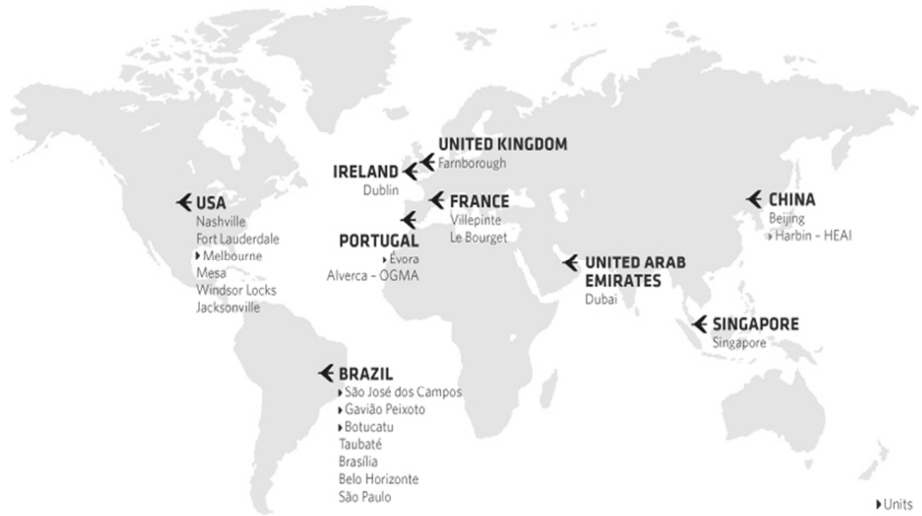 UNITED KINGDOM
Farnborough
IRELAND
Dublin
FRANCE
Villepinte
Le Bourget
PORTUGAL
Évora
Alverca – OGMA
USA
Nashville
Fort Lauderdale
Melbourne
Mesa
Windsor Locks
Jacksonville
CHINA
Beijing
Harbin – HEAI
UNITED ARAB
EMIRATES
Dubai
SINGAPORE
Singapore
BRAZIL
São José dos Campos
Gavião Peixoto
Botucatu
Taubaté
Brasília
Belo Horizonte
São Paulo
Units